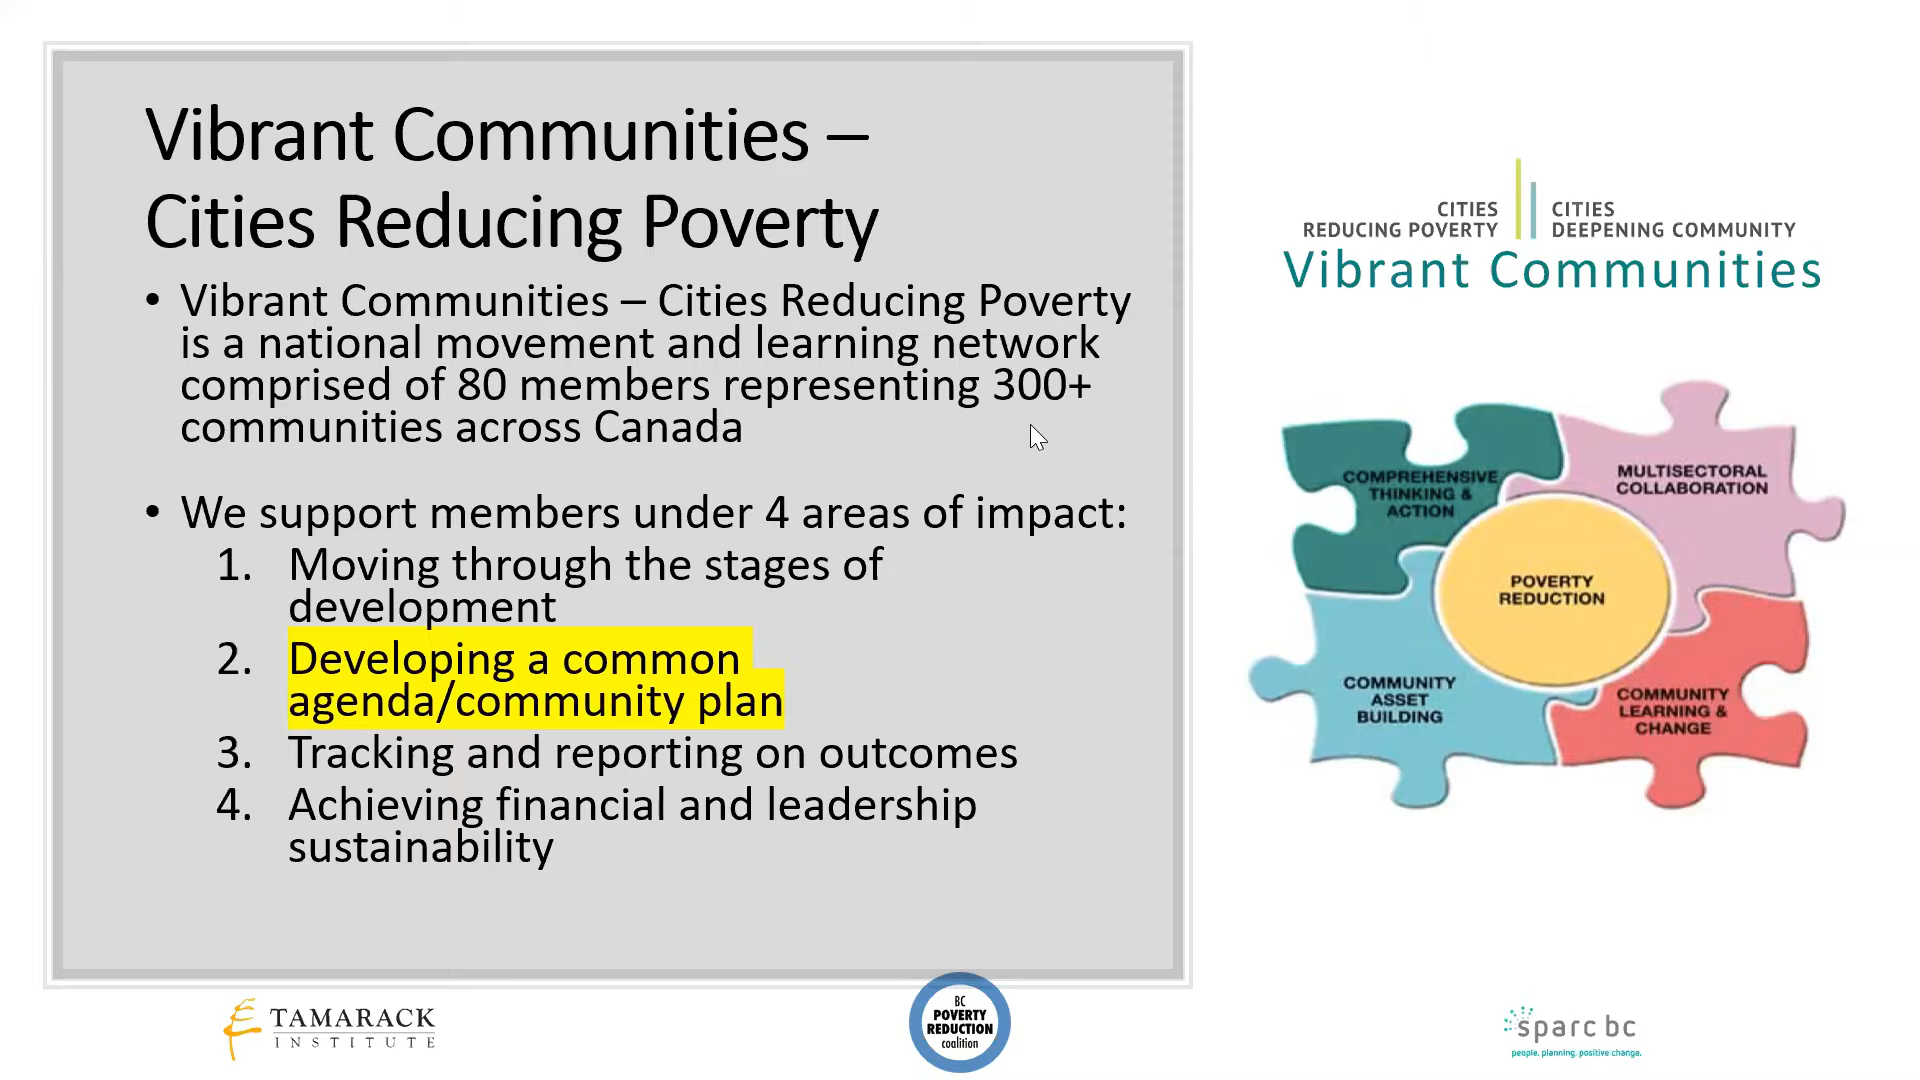 Vibrant Communities –
Cities Reducing Poverty
• Vibrant Communities – Cities Reducing Poverty
is a national movement and learning network
comprised of 80 members representing 300+
communities across Canada
• We support members under 4 areas of impact:
1. Moving through the stages of
development
2. Developing a common
agenda/community plan
3. Tracking and reporting on outcomes
4. Achieving financial and leadership
sustainability
CITIES
REDUCING POVERTY
CITIES
DEEPENING COMMUNITY
Vibrant Communities
COMPREHENSIVE
THINKING &
ACTION
MULTISECTORAL
COLLABORATION
POVERTY
REDUCTION
COMMUNITY
ASSET
BUILDING
COMMUNITY
LEARNING &
CHANGE
TAMARACK
INSTITUTE
BC
POVERTY
REDUCTION
coalition
sparc bc
people. planning. positive change.